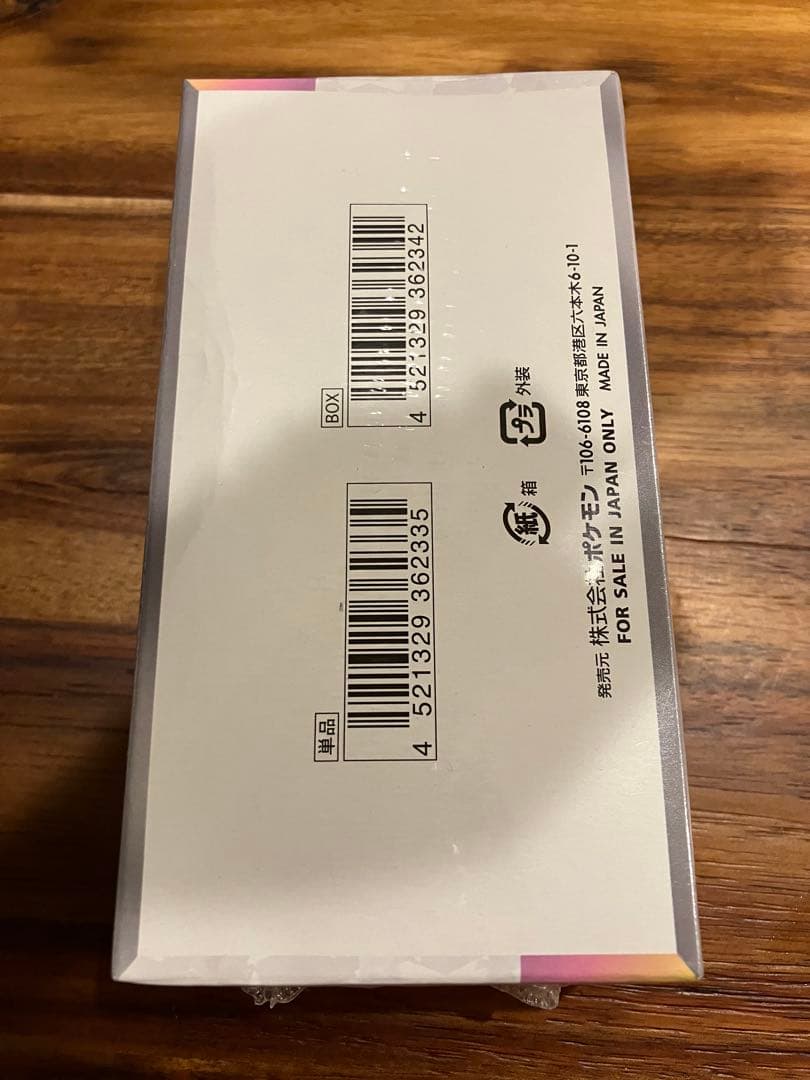 単品
4 521329 362335
BOX
4 521329 362342
紙 箱
プラ 外装
発売元 株式会社ポケモン 〒106-6108 東京都港区六本木6-10-1
FOR SALE IN JAPAN ONLY MADE IN JAPAN